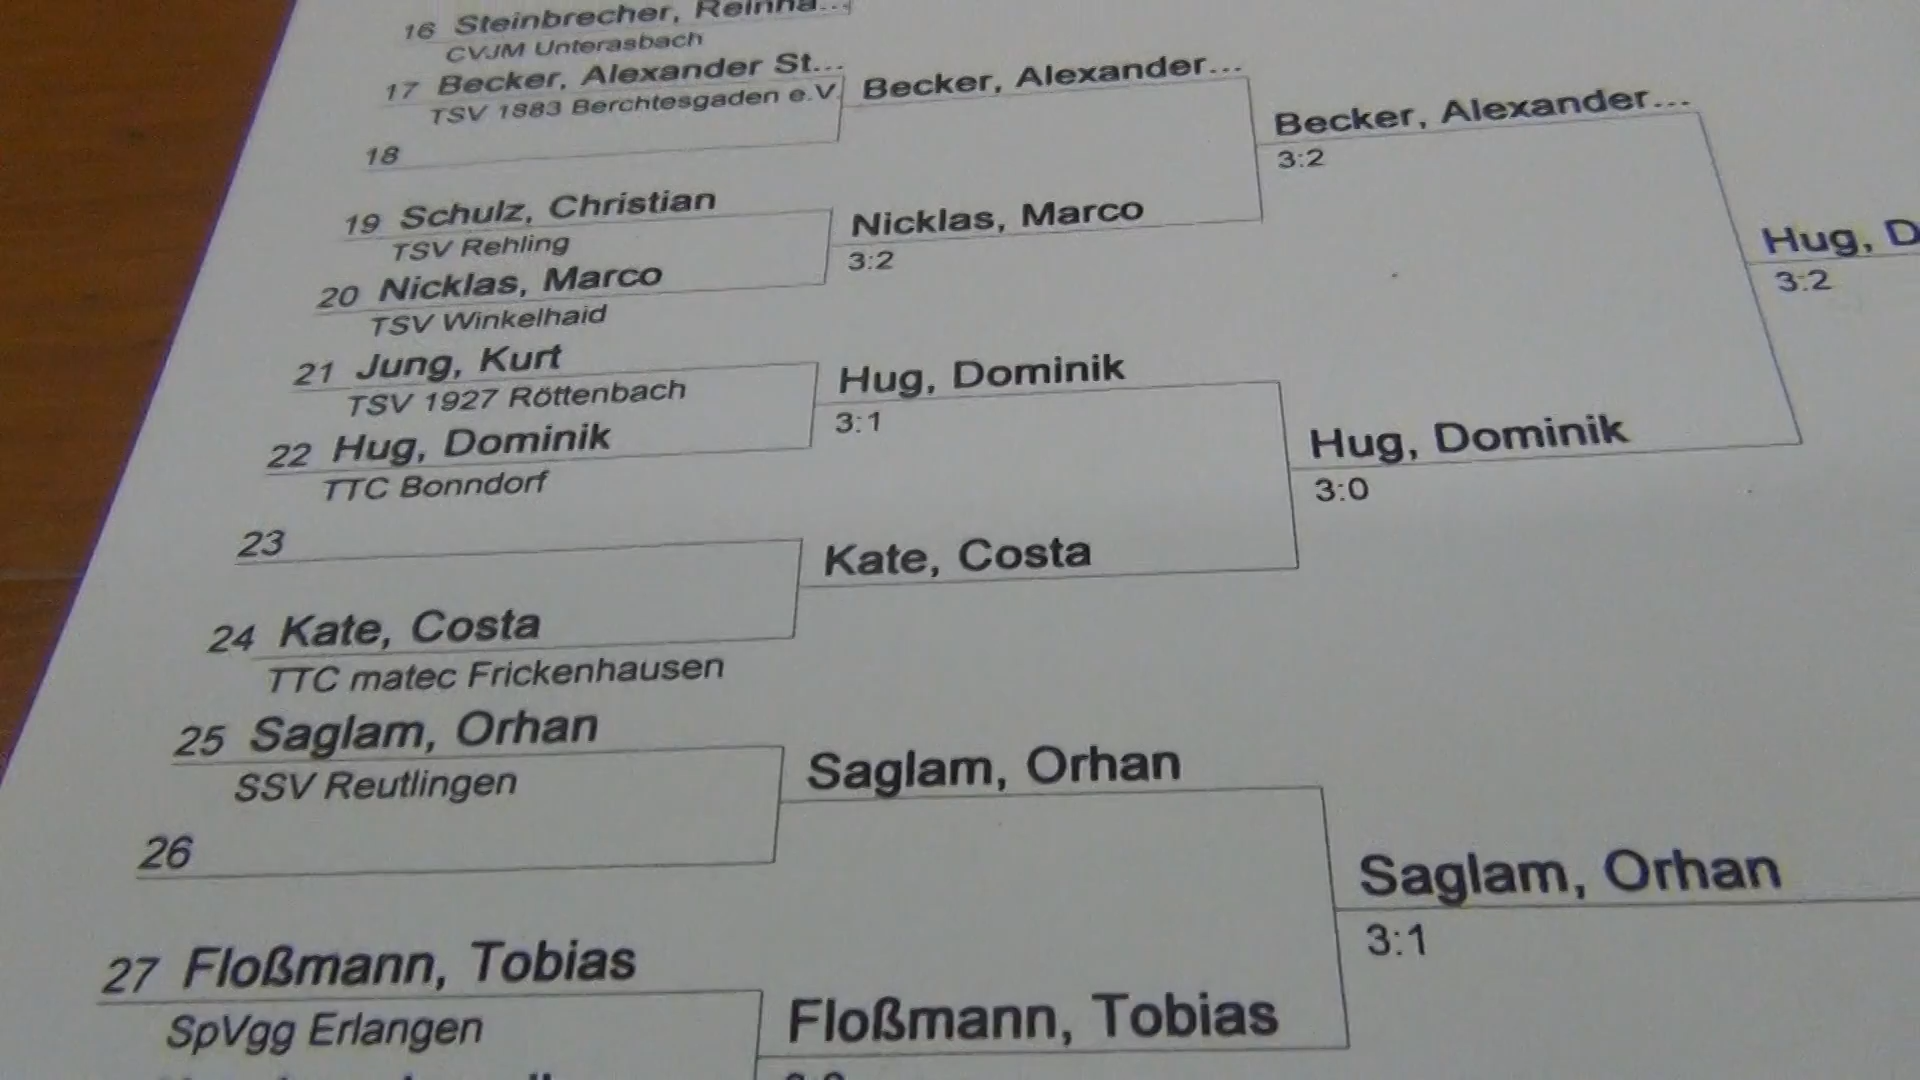 16 Steinbrecher, Reinha...
CVJM Unterasbach
17 Becker, Alexander St...
TSV 1883 Berchtesgaden e.V.
18
19 Schulz, Christian
TSV Rehling
20 Nicklas, Marco
TSV Winkelhaid
21 Jung, Kurt
TSV 1927 Röttenbach
22 Hug, Dominik
TTC Bonndorf
23
24 Kate, Costa
TTC matec Frickenhausen
25 Saglam, Orhan
SSV Reutlingen
26
27 Floßmann, Tobias
SpVgg Erlangen
Becker, Alexander...
Nicklas, Marco
3:2
Hug, Dominik
3:1
Kate, Costa
Saglam, Orhan
Floßmann, Tobias
Becker, Alexander...
3:2
Hug, Dominik
3:0
Saglam, Orhan
3:1
Hug, D
3:2